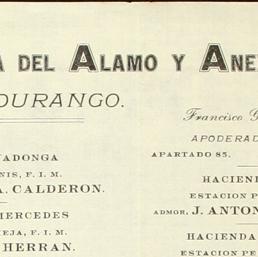 A DEL ALAMO Y ANE
DURANGO.
Francisco G
APODERAD
APARTADO 85.
ADONGA
NIS, F. I. M.
A. CALDERON.
HACIEN
ESTACION PE
ADMOR. J. ANTON
MERCEDES
EJA, F. I. M.
HERRAN.
HACIENDA
ESTACION PE